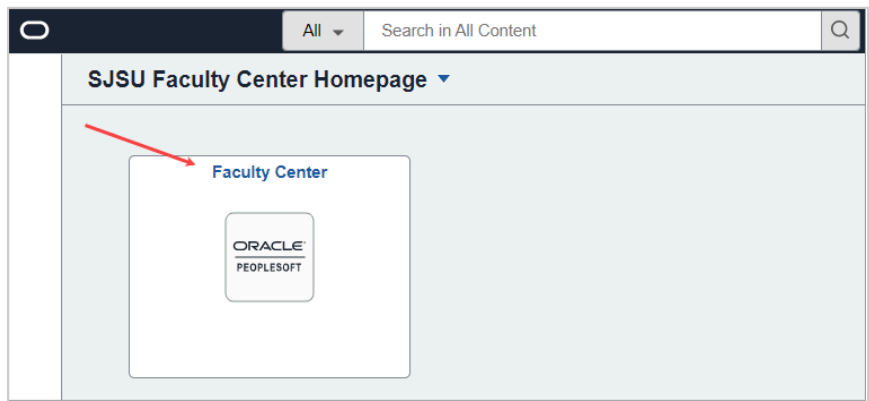 All
Search in All Content
SJSU Faculty Center Homepage
Faculty Center
ORACLE
PEOPLESOFT